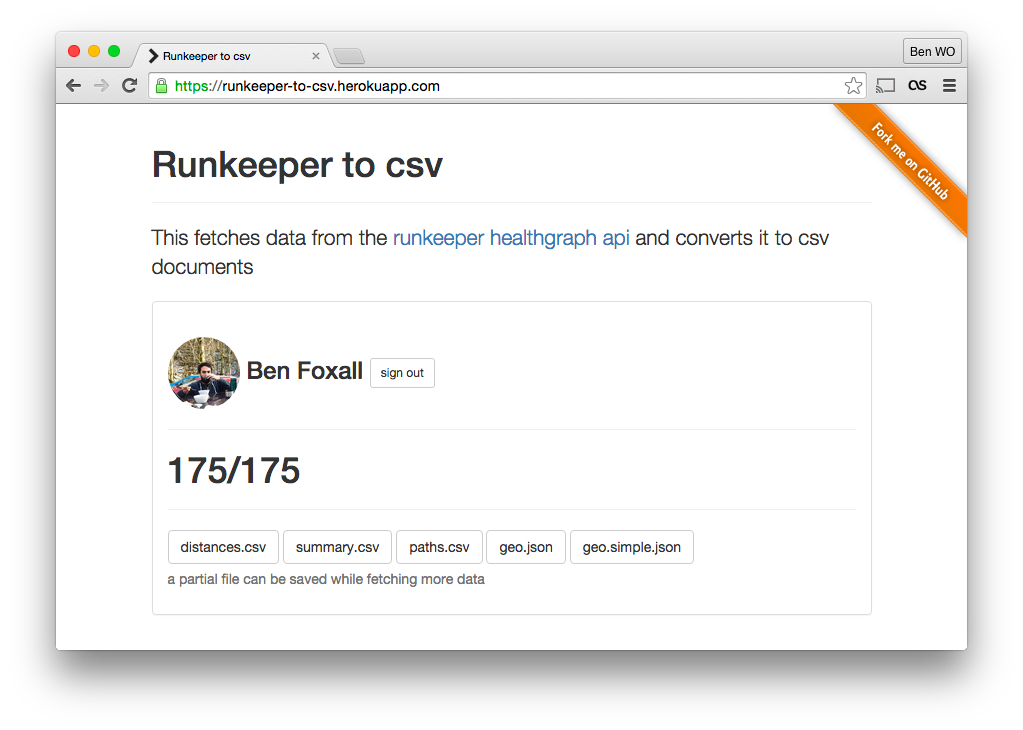 Runkeeper to csv
Ben WO
https://runkeeper-to-csv.herokuapp.com
Fork me on GitHub
Runkeeper to csv
This fetches data from the runkeeper healthgraph api and converts it to csv
documents
Ben Foxall
sign out
175/175
distances.csv
summary.csv
paths.csv
geo.json
geo.simple.json
a partial file can be saved while fetching more data